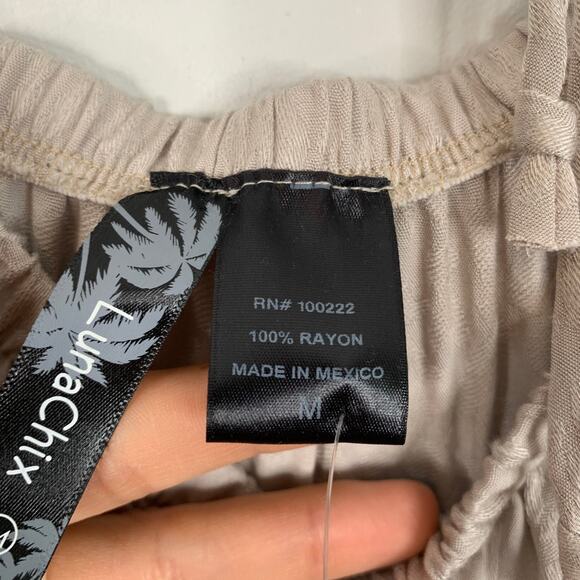 LunaChix
RN# 100222
100% RAYON
MADE IN MEXICO
M